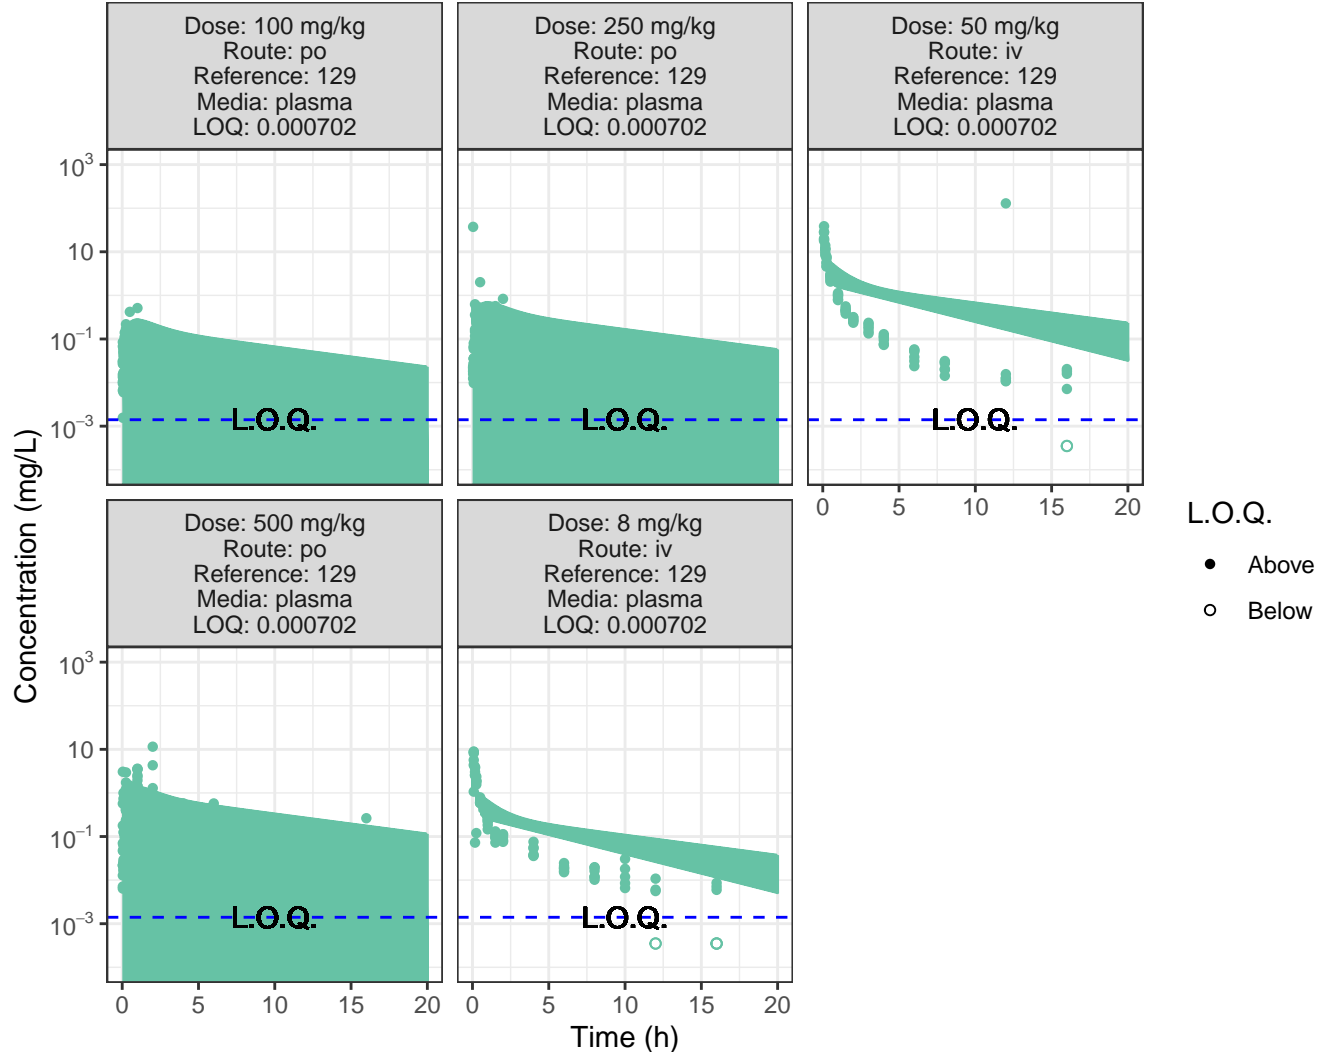 Dose: 100 mg/kg
Route: po
Reference: 129
Media: plasma
LOQ: 0.000702
Dose: 250 mg/kg
Route: po
Reference: 129
Media: plasma
LOQ: 0.000702
Dose: 50 mg/kg
Route: iv
Reference: 129
Media: plasma
LOQ: 0.000702
10³
10
10⁻¹
10⁻³
L.O.Q.
L.O.Q.
L.O.Q.
0 5 10 15 20
Dose: 500 mg/kg
Route: po
Reference: 129
Media: plasma
LOQ: 0.000702
Dose: 8 mg/kg
Route: iv
Reference: 129
Media: plasma
LOQ: 0.000702
10³
10
10⁻¹
10⁻³
L.O.Q.
L.O.Q.
0 5 10 15 20
0 5 10 15 20
Time (h)
Concentration (mg/L)
L.O.Q.
Above
Below